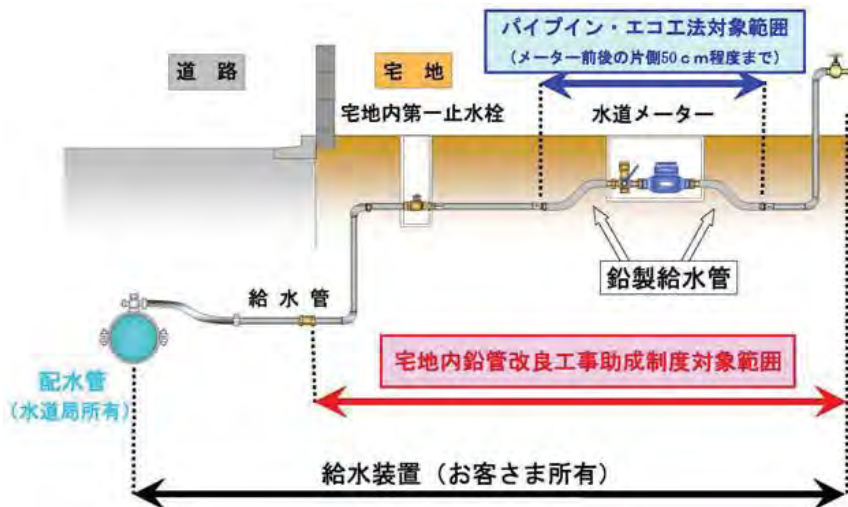 パイプイン・エコ工法対象範囲
(メーター前後の片側50cm程度まで)
道 路
宅 地
宅地内第一止水栓
水道メーター
鉛製給水管
給 水 管
宅地内鉛管改良工事助成制度対象範囲
配水管
(水道局所有)
給水装置(お客さま所有)